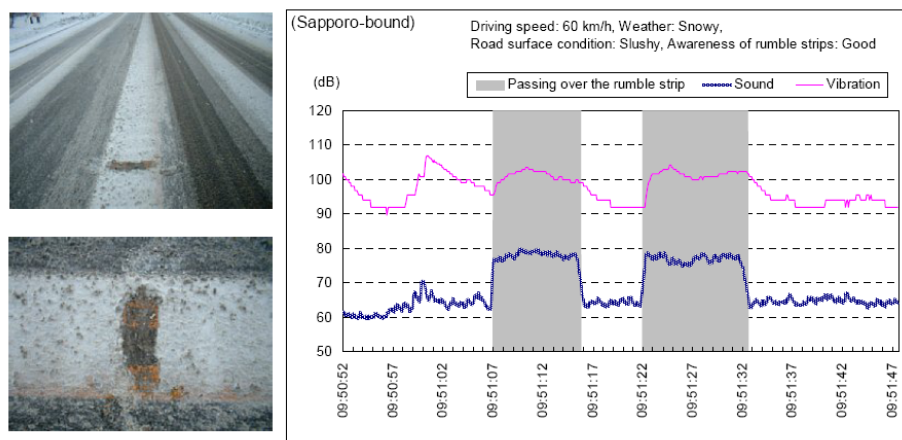 (Sapporo-bound)
Driving speed: 60 km/h, Weather: Snowy,
Road surface condition: Slushy, Awareness of rumble strips: Good
(dB)
Passing over the rumble strip Sound Vibration
120
110
100
90
80
70
60
50
09:50:52 09:50:57 09:51:02 09:51:07 09:51:12 09:51:17 09:51:22 09:51:27 09:51:32 09:51:37 09:51:42 09:51:47